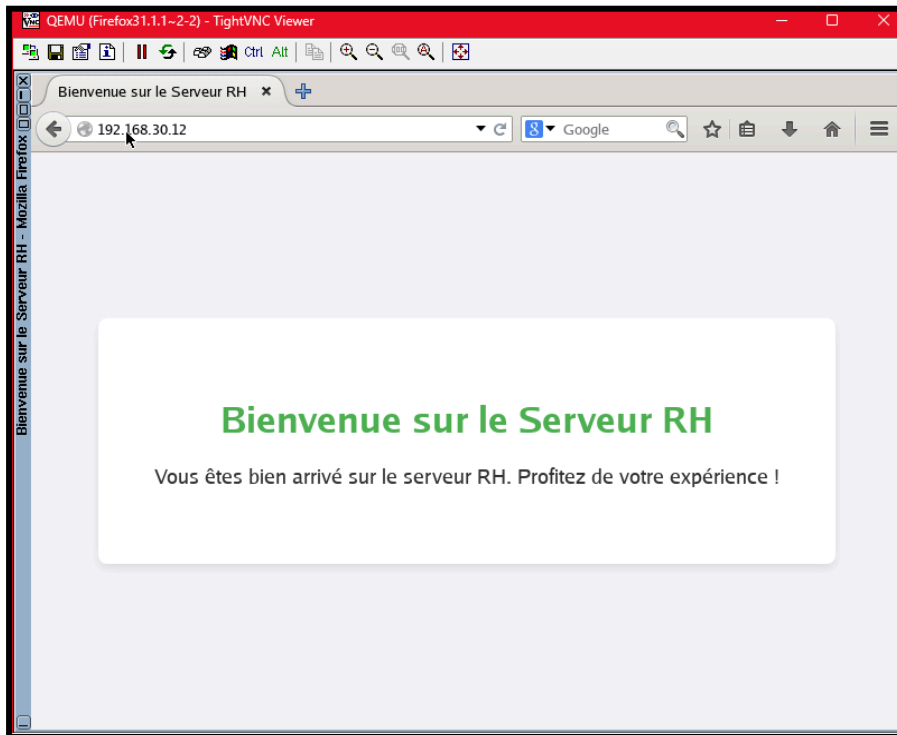 QEMU (Firefox31.1.1~2-2) - TightVNC Viewer
Ctrl Alt
Bienvenue sur le Serveur RH
192.168.30.12
Google
Bienvenue sur le Serveur RH - Mozilla Firefox
Bienvenue sur le Serveur RH
Vous êtes bien arrivé sur le serveur RH. Profitez de votre expérience !